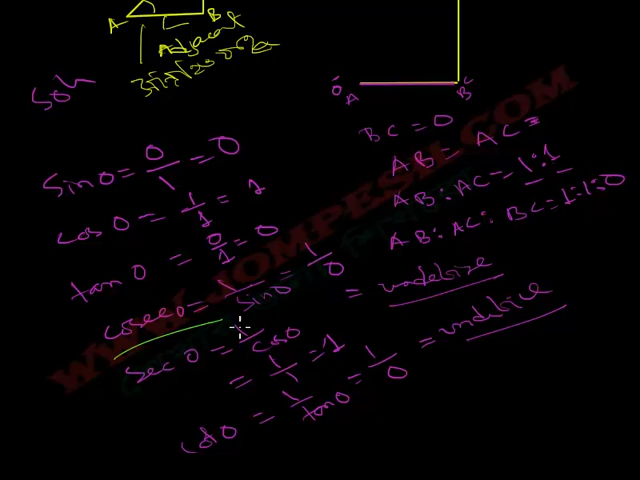 A B
Adjacent
Soh
A B
BC = 0
AB = AC =
AB : AC = 1:1
AB : AC : BC = 1:1:0
sin 0 = 0/1 = 0
cos 0 = 1/1 = 1
tan 0 = 0/1 = 0
cosec 0 = 1/sin 0 = 1/0
= undefine
sec 0 = 1/cos 0
= 1/1 = 1
cot 0 = 1/tan 0 = 1/0 = undefine
WWW.JOMPESIL.COM